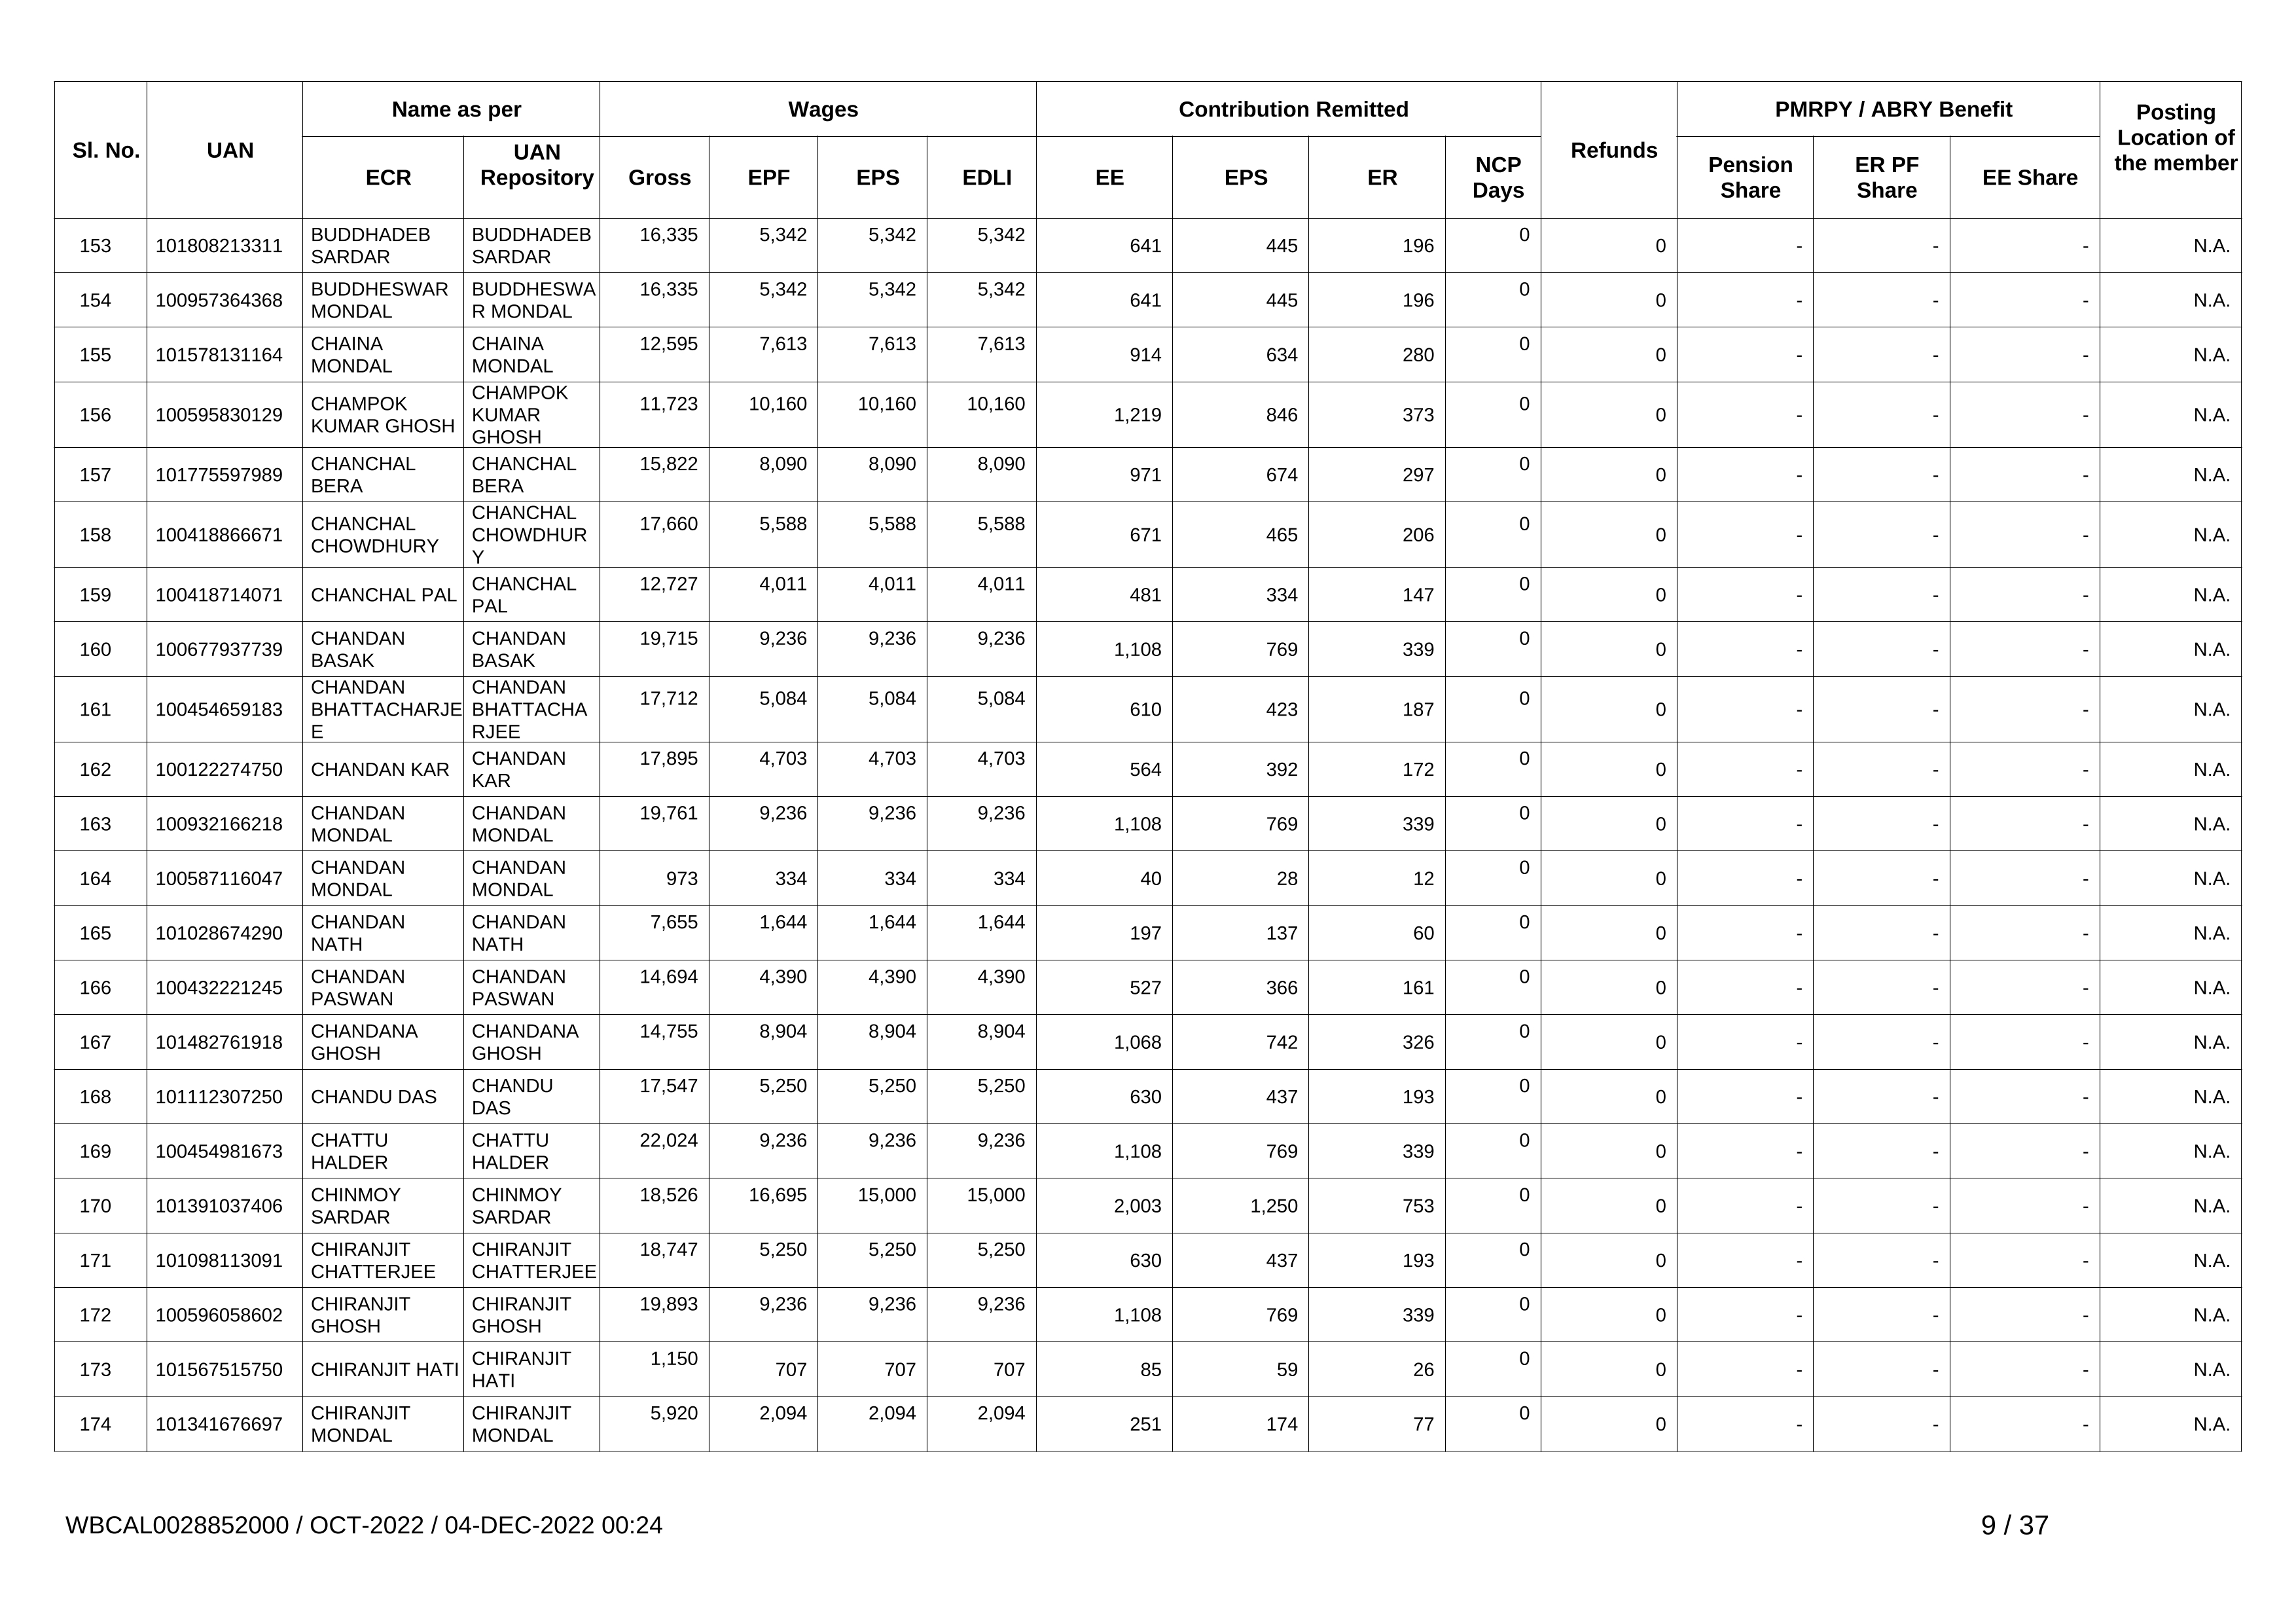 Sl. No. UAN Name as per Wages Contribution Remitted Refunds PMRPY / ABRY Benefit Posting Location of the member
ECR UAN Repository Gross EPF EPS EDLI EE EPS ER NCP Days Pension Share ER PF Share EE Share
153 101808213311 BUDDHADEB SARDAR BUDDHADEB SARDAR 16,335 5,342 5,342 5,342 641 445 196 0 0 - - - N.A.
154 100957364368 BUDDHESWAR MONDAL BUDDHESWA R MONDAL 16,335 5,342 5,342 5,342 641 445 196 0 0 - - - N.A.
155 101578131164 CHAINA MONDAL CHAINA MONDAL 12,595 7,613 7,613 7,613 914 634 280 0 0 - - - N.A.
156 100595830129 CHAMPOK KUMAR GHOSH CHAMPOK KUMAR GHOSH 11,723 10,160 10,160 10,160 1,219 846 373 0 0 - - - N.A.
157 101775597989 CHANCHAL BERA CHANCHAL BERA 15,822 8,090 8,090 8,090 971 674 297 0 0 - - - N.A.
158 100418866671 CHANCHAL CHOWDHURY CHANCHAL CHOWDHUR Y 17,660 5,588 5,588 5,588 671 465 206 0 0 - - - N.A.
159 100418714071 CHANCHAL PAL CHANCHAL PAL 12,727 4,011 4,011 4,011 481 334 147 0 0 - - - N.A.
160 100677937739 CHANDAN BASAK CHANDAN BASAK 19,715 9,236 9,236 9,236 1,108 769 339 0 0 - - - N.A.
161 100454659183 CHANDAN BHATTACHARJE E CHANDAN BHATTACHA RJEE 17,712 5,084 5,084 5,084 610 423 187 0 0 - - - N.A.
162 100122274750 CHANDAN KAR CHANDAN KAR 17,895 4,703 4,703 4,703 564 392 172 0 0 - - - N.A.
163 100932166218 CHANDAN MONDAL CHANDAN MONDAL 19,761 9,236 9,236 9,236 1,108 769 339 0 0 - - - N.A.
164 100587116047 CHANDAN MONDAL CHANDAN MONDAL 973 334 334 334 40 28 12 0 0 - - - N.A.
165 101028674290 CHANDAN NATH CHANDAN NATH 7,655 1,644 1,644 1,644 197 137 60 0 0 - - - N.A.
166 100432221245 CHANDAN PASWAN CHANDAN PASWAN 14,694 4,390 4,390 4,390 527 366 161 0 0 - - - N.A.
167 101482761918 CHANDANA GHOSH CHANDANA GHOSH 14,755 8,904 8,904 8,904 1,068 742 326 0 0 - - - N.A.
168 101112307250 CHANDU DAS CHANDU DAS 17,547 5,250 5,250 5,250 630 437 193 0 0 - - - N.A.
169 100454981673 CHATTU HALDER CHATTU HALDER 22,024 9,236 9,236 9,236 1,108 769 339 0 0 - - - N.A.
170 101391037406 CHINMOY SARDAR CHINMOY SARDAR 18,526 16,695 15,000 15,000 2,003 1,250 753 0 0 - - - N.A.
171 101098113091 CHIRANJIT CHATTERJEE CHIRANJIT CHATTERJEE 18,747 5,250 5,250 5,250 630 437 193 0 0 - - - N.A.
172 100596058602 CHIRANJIT GHOSH CHIRANJIT GHOSH 19,893 9,236 9,236 9,236 1,108 769 339 0 0 - - - N.A.
173 101567515750 CHIRANJIT HATI CHIRANJIT HATI 1,150 707 707 707 85 59 26 0 0 - - - N.A.
174 101341676697 CHIRANJIT MONDAL CHIRANJIT MONDAL 5,920 2,094 2,094 2,094 251 174 77 0 0 - - - N.A.
WBCAL0028852000 / OCT-2022 / 04-DEC-2022 00:24 9 / 37